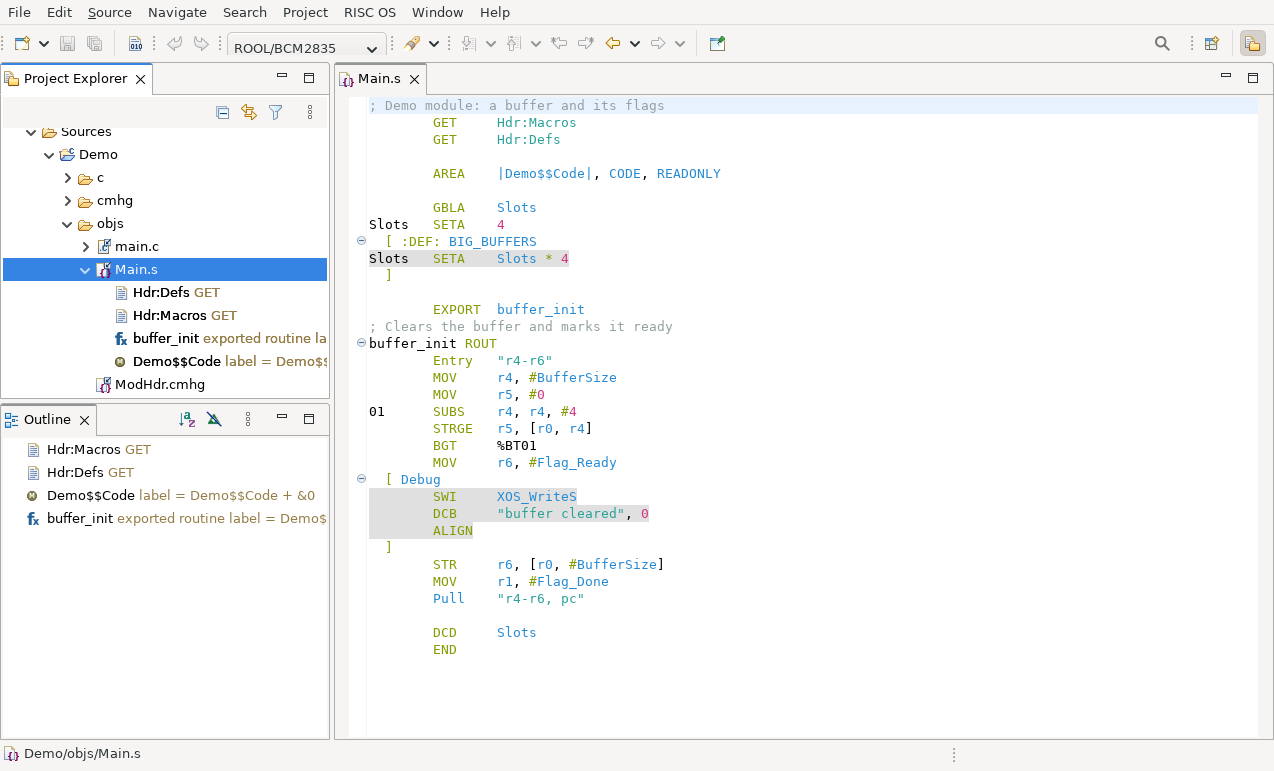 File Edit Source Navigate Search Project RISC OS Window Help
010 ROOL/BCM2835
Project Explorer
Sources
Demo
c
cmhg
objs
main.c
Main.s
Hdr:Defs GET
Hdr:Macros GET
buffer_init exported routine la
Demo$$Code label = Demo$$
ModHdr.cmhg
Outline
Hdr:Macros GET
Hdr:Defs GET
Demo$$Code label = Demo$$Code + &0
buffer_init exported routine label = Demo$
Main.s
; Demo module: a buffer and its flags
        GET     Hdr:Macros
        GET     Hdr:Defs
        AREA    |Demo$$Code|, CODE, READONLY
        GBLA    Slots
Slots   SETA    4
  [ :DEF: BIG_BUFFERS
Slots   SETA    Slots * 4
  ]
        EXPORT  buffer_init
; Clears the buffer and marks it ready
buffer_init ROUT
        Entry   "r4-r6"
        MOV     r4, #BufferSize
        MOV     r5, #0
01      SUBS    r4, r4, #4
        STRGE   r5, [r0, r4]
        BGT     %BT01
        MOV     r6, #Flag_Ready
  [ Debug
        SWI     XOS_WriteS
        DCB     "buffer cleared", 0
        ALIGN
  ]
        STR     r6, [r0, #BufferSize]
        MOV     r1, #Flag_Done
        Pull    "r4-r6, pc"
        DCD     Slots
        END
Demo/objs/Main.s